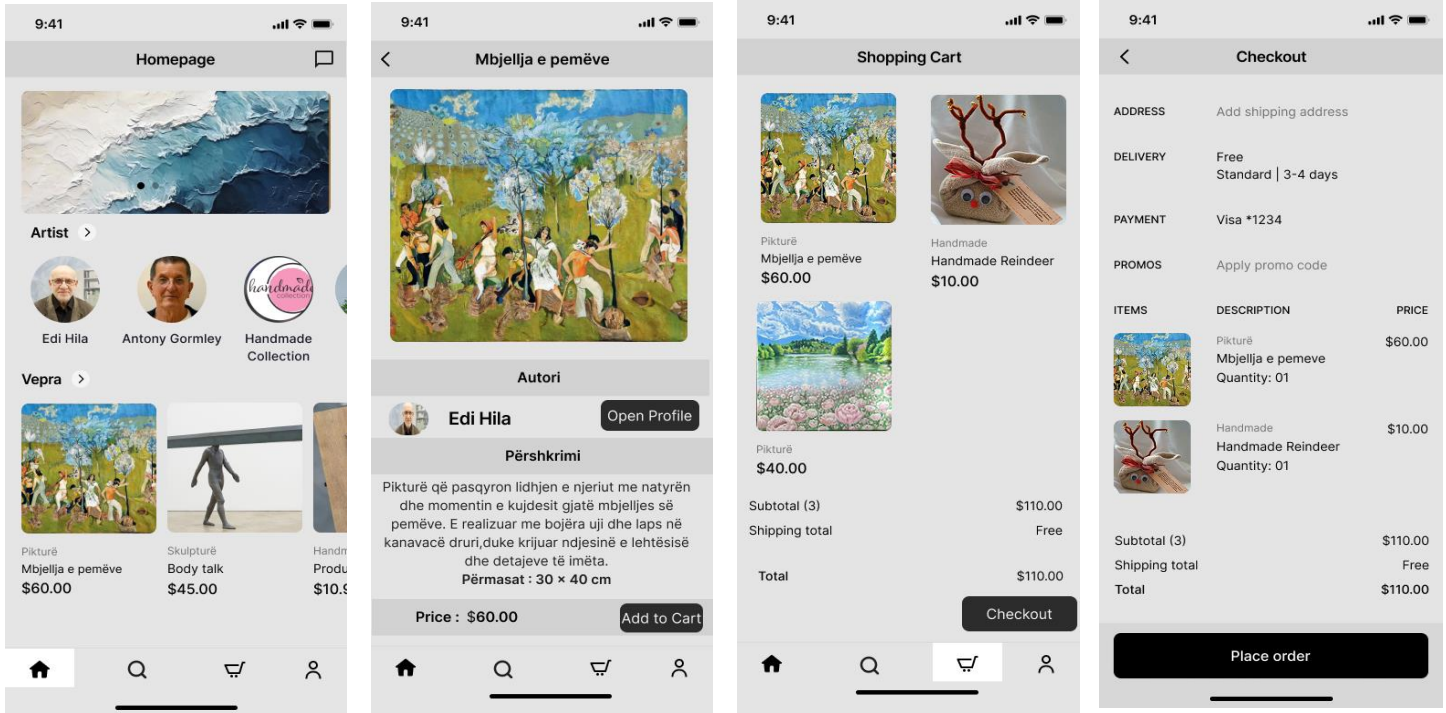 9:41
Homepage
Artist
handmade
collection
Edi Hila
Antony Gormley
Handmade
Collection
Vepra
Pikturë
Mbjellja e pemëve
$60.00
Skulpturë
Body talk
$45.00
Handm
Produ
$10.9
9:41
Mbjellja e pemëve
Autori
Edi Hila
Open Profile
Përshkrimi
Pikturë që pasqyron lidhjen e njeriut me natyrën
dhe momentin e kujdesit gjatë mbjelljes së
pemëve. E realizuar me bojëra uji dhe laps në
kanavacë druri,duke krijuar ndjesinë e lehtësisë
dhe detajeve të imëta.
Përmasat : 30 × 40 cm
Price : $60.00
Add to Cart
9:41
Shopping Cart
Pikturë
Mbjellja e pemëve
$60.00
Handmade
Handmade Reindeer
$10.00
Pikturë
$40.00
Subtotal (3) $110.00
Shipping total Free
Total $110.00
Checkout
9:41
Checkout
ADDRESS Add shipping address
DELIVERY Free
Standard | 3-4 days
PAYMENT Visa *1234
PROMOS Apply promo code
ITEMS DESCRIPTION PRICE
Pikturë $60.00
Mbjellja e pemeve
Quantity: 01
Handmade $10.00
Handmade Reindeer
Quantity: 01
Subtotal (3) $110.00
Shipping total Free
Total $110.00
Place order